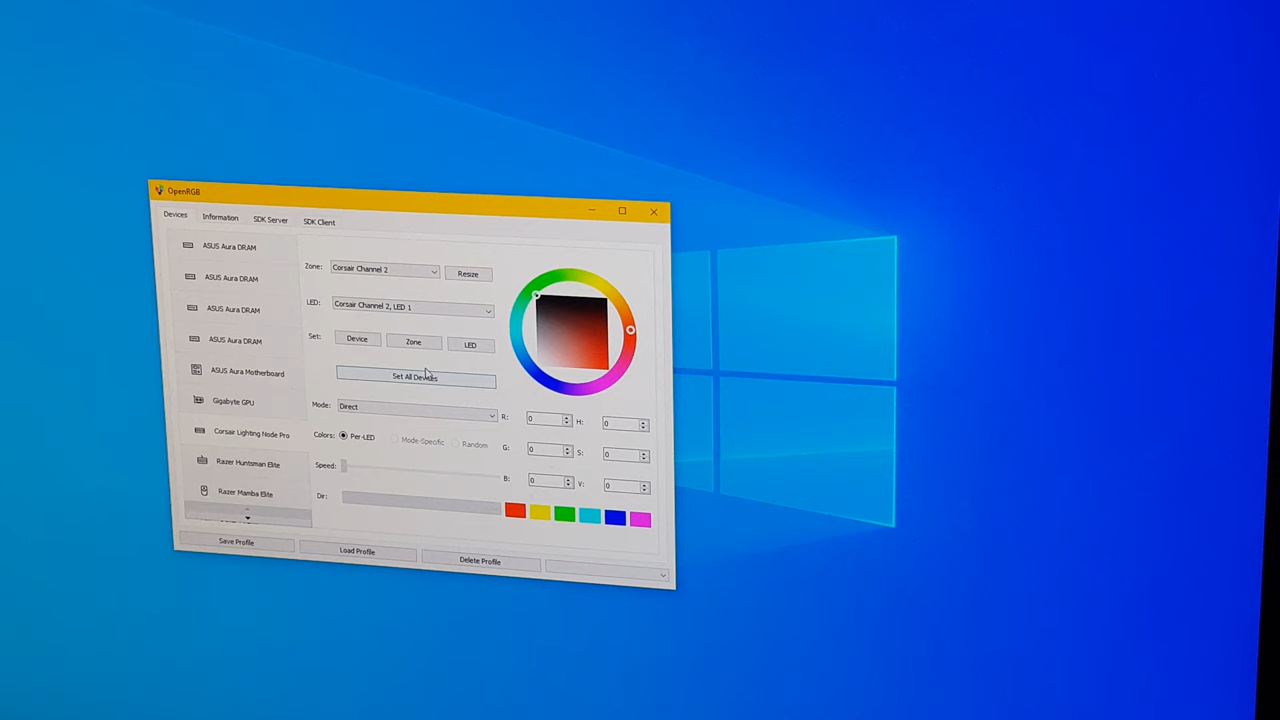 OpenRGB
Devices Information SDK Server SDK Client
ASUS Aura DRAM
ASUS Aura DRAM
ASUS Aura DRAM
ASUS Aura DRAM
ASUS Aura Motherboard
Gigabyte GPU
Corsair Lighting Node Pro
Razer Huntsman Elite
Razer Mamba Elite
Zone: Corsair Channel 2 Resize
LED: Corsair Channel 2, LED 1
Set: Device Zone LED
Set All Devices
Mode: Direct
Colors: Per-LED Mode-Specific Random
Speed:
Dir:
R: 0 H: 0
G: 0 S: 0
B: 0 V: 0
Save Profile Load Profile Delete Profile